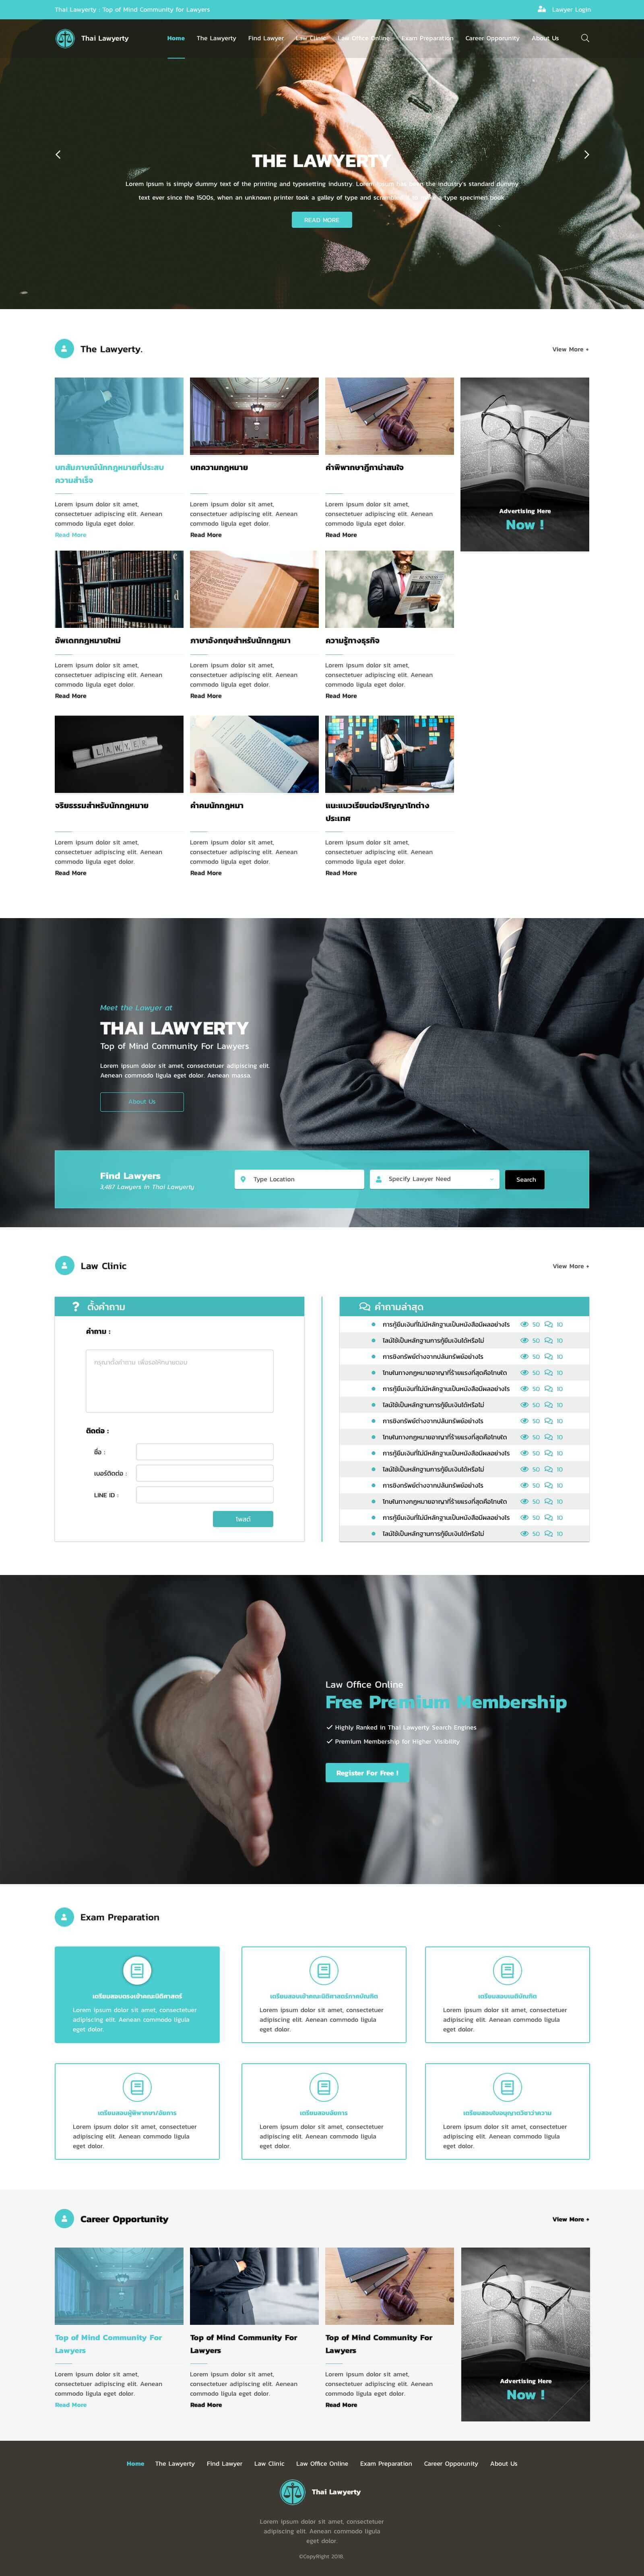 Thai Lawyerty : Top of Mind Community for Lawyers
Lawyer Login
Thai Lawyerty
Home
The Lawyerty
Find Lawyer
Law Clinic
Law Office Online
Exam Preparation
Career Opporunity
About Us
THE LAWYERTY
Lorem Ipsum is simply dummy text of the printing and typesetting industry. Lorem Ipsum has been the industry's standard dummy
text ever since the 1500s, when an unknown printer took a galley of type and scrambled it to make a type specimen book.
READ MORE
The Lawyerty.
View More +
บทสัมภาษณ์นักกฎหมายที่ประสบ
ความสำเร็จ
Lorem ipsum dolor sit amet,
consectetuer adipiscing elit. Aenean
commodo ligula eget dolor.
Read More
บทความกฎหมาย
Lorem ipsum dolor sit amet,
consectetuer adipiscing elit. Aenean
commodo ligula eget dolor.
Read More
คำพิพากษาฎีกาน่าสนใจ
Lorem ipsum dolor sit amet,
consectetuer adipiscing elit. Aenean
commodo ligula eget dolor.
Read More
Advertising Here
Now !
อัพเดทกฎหมายใหม่
Lorem ipsum dolor sit amet,
consectetuer adipiscing elit. Aenean
commodo ligula eget dolor.
Read More
ภาษาอังกฤษสำหรับนักกฎหมา
Lorem ipsum dolor sit amet,
consectetuer adipiscing elit. Aenean
commodo ligula eget dolor.
Read More
BUSINESS
ความรู้ทางธุรกิจ
Lorem ipsum dolor sit amet,
consectetuer adipiscing elit. Aenean
commodo ligula eget dolor.
Read More
LAWYER
จริยธรรมสำหรับนักกฎหมาย
Lorem ipsum dolor sit amet,
consectetuer adipiscing elit. Aenean
commodo ligula eget dolor.
Read More
คำคมนักกฎหมา
Lorem ipsum dolor sit amet,
consectetuer adipiscing elit. Aenean
commodo ligula eget dolor.
Read More
แนะแนวเรียนต่อปริญญาโทต่าง
ประเทศ
Lorem ipsum dolor sit amet,
consectetuer adipiscing elit. Aenean
commodo ligula eget dolor.
Read More
Meet the Lawyer at
THAI LAWYERTY
Top of Mind Community For Lawyers
Lorem ipsum dolor sit amet, consectetuer adipiscing elit.
Aenean commodo ligula eget dolor. Aenean massa.
About Us
Find Lawyers
3,487 Lawyers in Thai Lawyerty
Type Location
Specify Lawyer Need
Search
Law Clinic
View More +
ตั้งคำถาม
คำถาม :
กรุณาตั้งคำถาม เพื่อรอให้ทนายตอบ
ติดต่อ :
ชื่อ :
เบอร์ติดต่อ :
LINE ID :
โพสต์
คำถามล่าสุด
การกู้ยืมเงินที่ไม่มีหลักฐานเป็นหนังสือมีผลอย่างไร 50 10
ไลน์ใช้เป็นหลักฐานการกู้ยืมเงินได้หรือไม่ 50 10
การชิงทรัพย์ต่างจากปล้นทรัพย์อย่างไร 50 10
โทษในทางกฎหมายอาญาที่ร้ายแรงที่สุดคือโทษใด 50 10
การกู้ยืมเงินที่ไม่มีหลักฐานเป็นหนังสือมีผลอย่างไร 50 10
ไลน์ใช้เป็นหลักฐานการกู้ยืมเงินได้หรือไม่ 50 10
การชิงทรัพย์ต่างจากปล้นทรัพย์อย่างไร 50 10
โทษในทางกฎหมายอาญาที่ร้ายแรงที่สุดคือโทษใด 50 10
การกู้ยืมเงินที่ไม่มีหลักฐานเป็นหนังสือมีผลอย่างไร 50 10
ไลน์ใช้เป็นหลักฐานการกู้ยืมเงินได้หรือไม่ 50 10
การชิงทรัพย์ต่างจากปล้นทรัพย์อย่างไร 50 10
โทษในทางกฎหมายอาญาที่ร้ายแรงที่สุดคือโทษใด 50 10
การกู้ยืมเงินที่ไม่มีหลักฐานเป็นหนังสือมีผลอย่างไร 50 10
ไลน์ใช้เป็นหลักฐานการกู้ยืมเงินได้หรือไม่ 50 10
Law Office Online
Free Premium Membership
Highly Ranked in Thai Lawyerty Search Engines
Premium Membership for Higher Visibility
Register For Free !
Exam Preparation
เตรียมสอบตรงเข้าคณะนิติศาสตร์
Lorem ipsum dolor sit amet, consectetuer
adipiscing elit. Aenean commodo ligula
eget dolor.
เตรียมสอบเข้าคณะนิติศาสตร์ภาคบัณฑิต
Lorem ipsum dolor sit amet, consectetuer
adipiscing elit. Aenean commodo ligula
eget dolor.
เตรียมสอบเนติบัณฑิต
Lorem ipsum dolor sit amet, consectetuer
adipiscing elit. Aenean commodo ligula
eget dolor.
เตรียมสอบผู้พิพากษา/อัยการ
Lorem ipsum dolor sit amet, consectetuer
adipiscing elit. Aenean commodo ligula
eget dolor.
เตรียมสอบอัยการ
Lorem ipsum dolor sit amet, consectetuer
adipiscing elit. Aenean commodo ligula
eget dolor.
เตรียมสอบใบอนุญาตวิชาว่าความ
Lorem ipsum dolor sit amet, consectetuer
adipiscing elit. Aenean commodo ligula
eget dolor.
Career Opportunity
View More +
Top of Mind Community For
Lawyers
Lorem ipsum dolor sit amet,
consectetuer adipiscing elit. Aenean
commodo ligula eget dolor.
Read More
Top of Mind Community For
Lawyers
Lorem ipsum dolor sit amet,
consectetuer adipiscing elit. Aenean
commodo ligula eget dolor.
Read More
Top of Mind Community For
Lawyers
Lorem ipsum dolor sit amet,
consectetuer adipiscing elit. Aenean
commodo ligula eget dolor.
Read More
Advertising Here
Now !
Home
The Lawyerty
Find Lawyer
Law Clinic
Law Office Online
Exam Preparation
Career Opporunity
About Us
Thai Lawyerty
Lorem ipsum dolor sit amet, consectetuer
adipiscing elit. Aenean commodo ligula
eget dolor.
©CopyRight 2018.